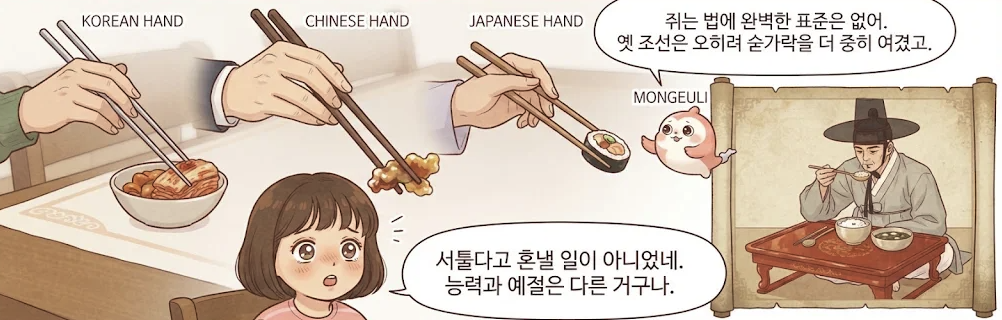 KOREAN HAND
CHINESE HAND
JAPANESE HAND
쥐는 법에 완벽한 표준은 없어.
옛 조선은 오히려 숟가락을 더 중히 여겼고.
MONGEULI
서툴다고 혼낼 일이 아니었네.
능력과 예절은 다른 거구나.